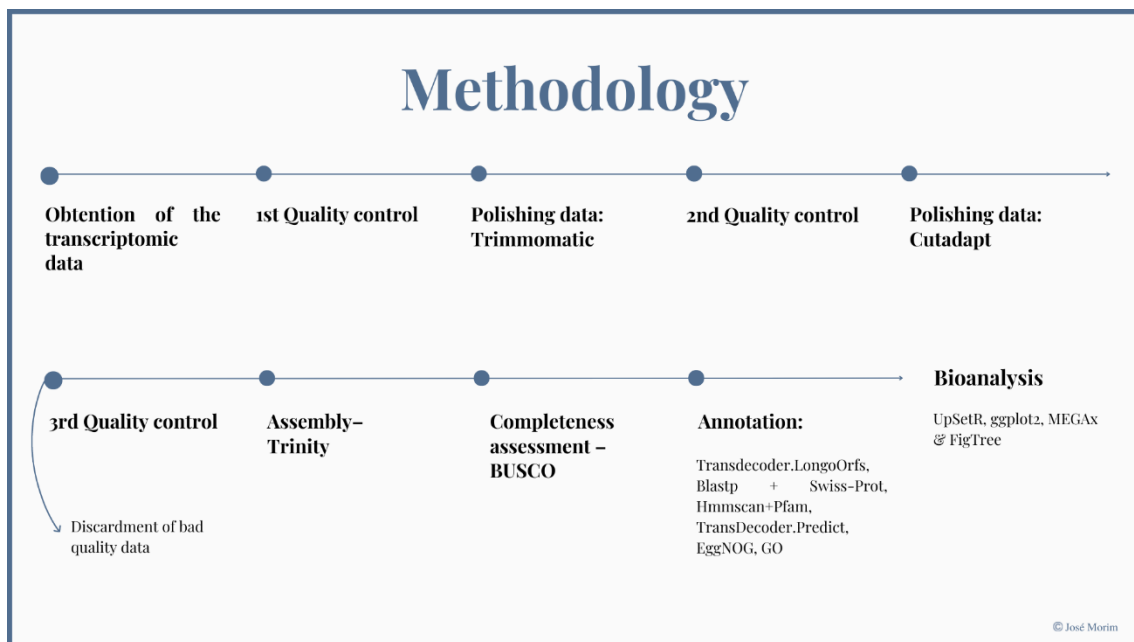 Methodology
Obtention of the
transcriptomic
data
1st Quality control
Polishing data:
Trimmomatic
2nd Quality control
Polishing data:
Cutadapt
3rd Quality control
Discardment of bad
quality data
Assembly–
Trinity
Completeness
assessment –
BUSCO
Annotation:
Transdecoder.LongoOrfs,
Blastp + Swiss-Prot,
Hmmscan+Pfam,
TransDecoder.Predict,
EggNOG, GO
Bioanalysis
UpSetR, ggplot2, MEGAx
& FigTree
© José Morim